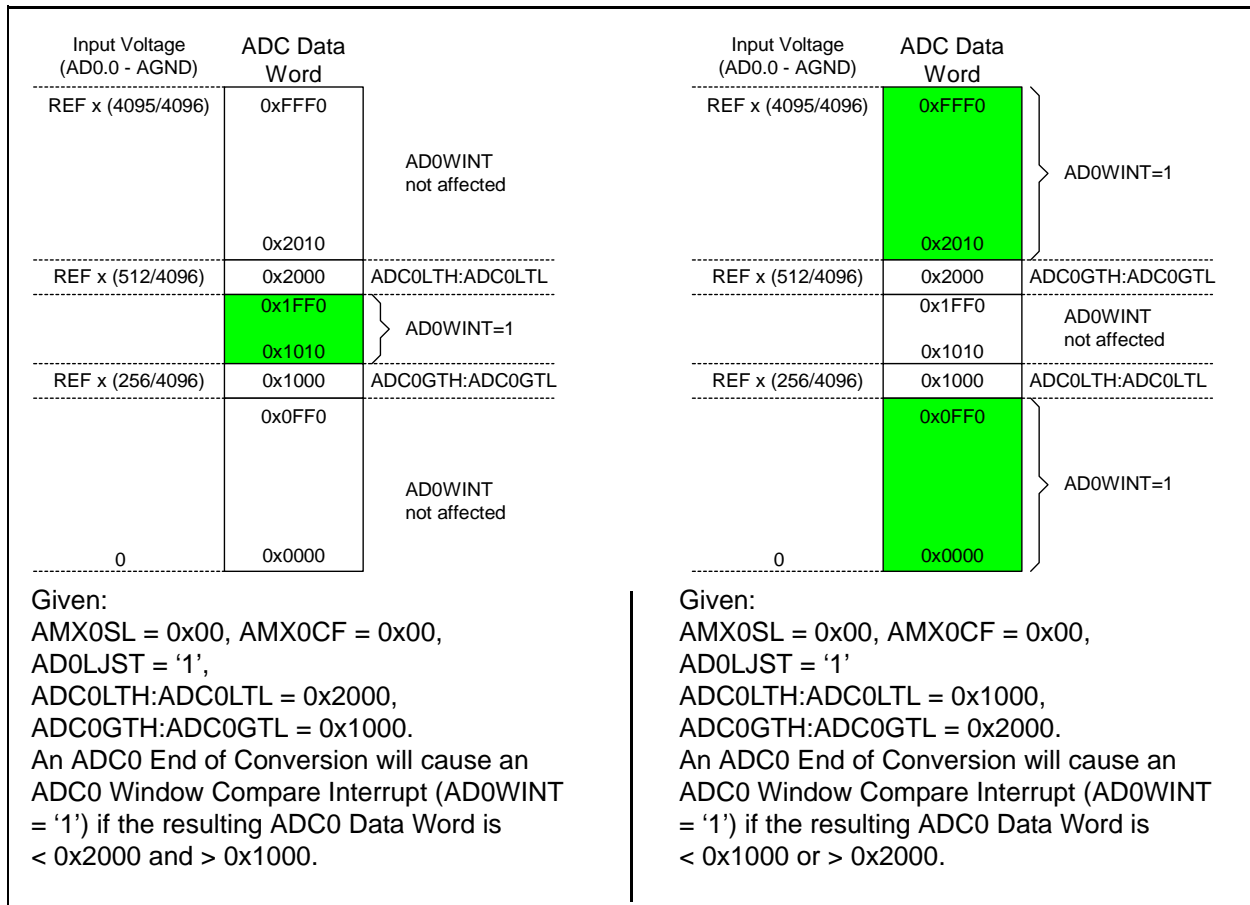 Input Voltage
(AD0.0 - AGND)
ADC Data
Word
REF x (4095/4096)
0xFFF0
AD0WINT
not affected
0x2010
REF x (512/4096)
0x2000
ADC0LTH:ADC0LTL
0x1FF0
AD0WINT=1
0x1010
REF x (256/4096)
0x1000
ADC0GTH:ADC0GTL
0x0FF0
AD0WINT
not affected
0
0x0000
Given:
AMX0SL = 0x00, AMX0CF = 0x00,
AD0LJST = ‘1’,
ADC0LTH:ADC0LTL = 0x2000,
ADC0GTH:ADC0GTL = 0x1000.
An ADC0 End of Conversion will cause an
ADC0 Window Compare Interrupt (AD0WINT
= ‘1’) if the resulting ADC0 Data Word is
< 0x2000 and > 0x1000.
Input Voltage
(AD0.0 - AGND)
ADC Data
Word
REF x (4095/4096)
0xFFF0
AD0WINT=1
0x2010
REF x (512/4096)
0x2000
ADC0GTH:ADC0GTL
0x1FF0
AD0WINT
not affected
0x1010
REF x (256/4096)
0x1000
ADC0LTH:ADC0LTL
0x0FF0
AD0WINT=1
0
0x0000
Given:
AMX0SL = 0x00, AMX0CF = 0x00,
AD0LJST = ‘1’
ADC0LTH:ADC0LTL = 0x1000,
ADC0GTH:ADC0GTL = 0x2000.
An ADC0 End of Conversion will cause an
ADC0 Window Compare Interrupt (AD0WINT
= ‘1’) if the resulting ADC0 Data Word is
< 0x1000 or > 0x2000.